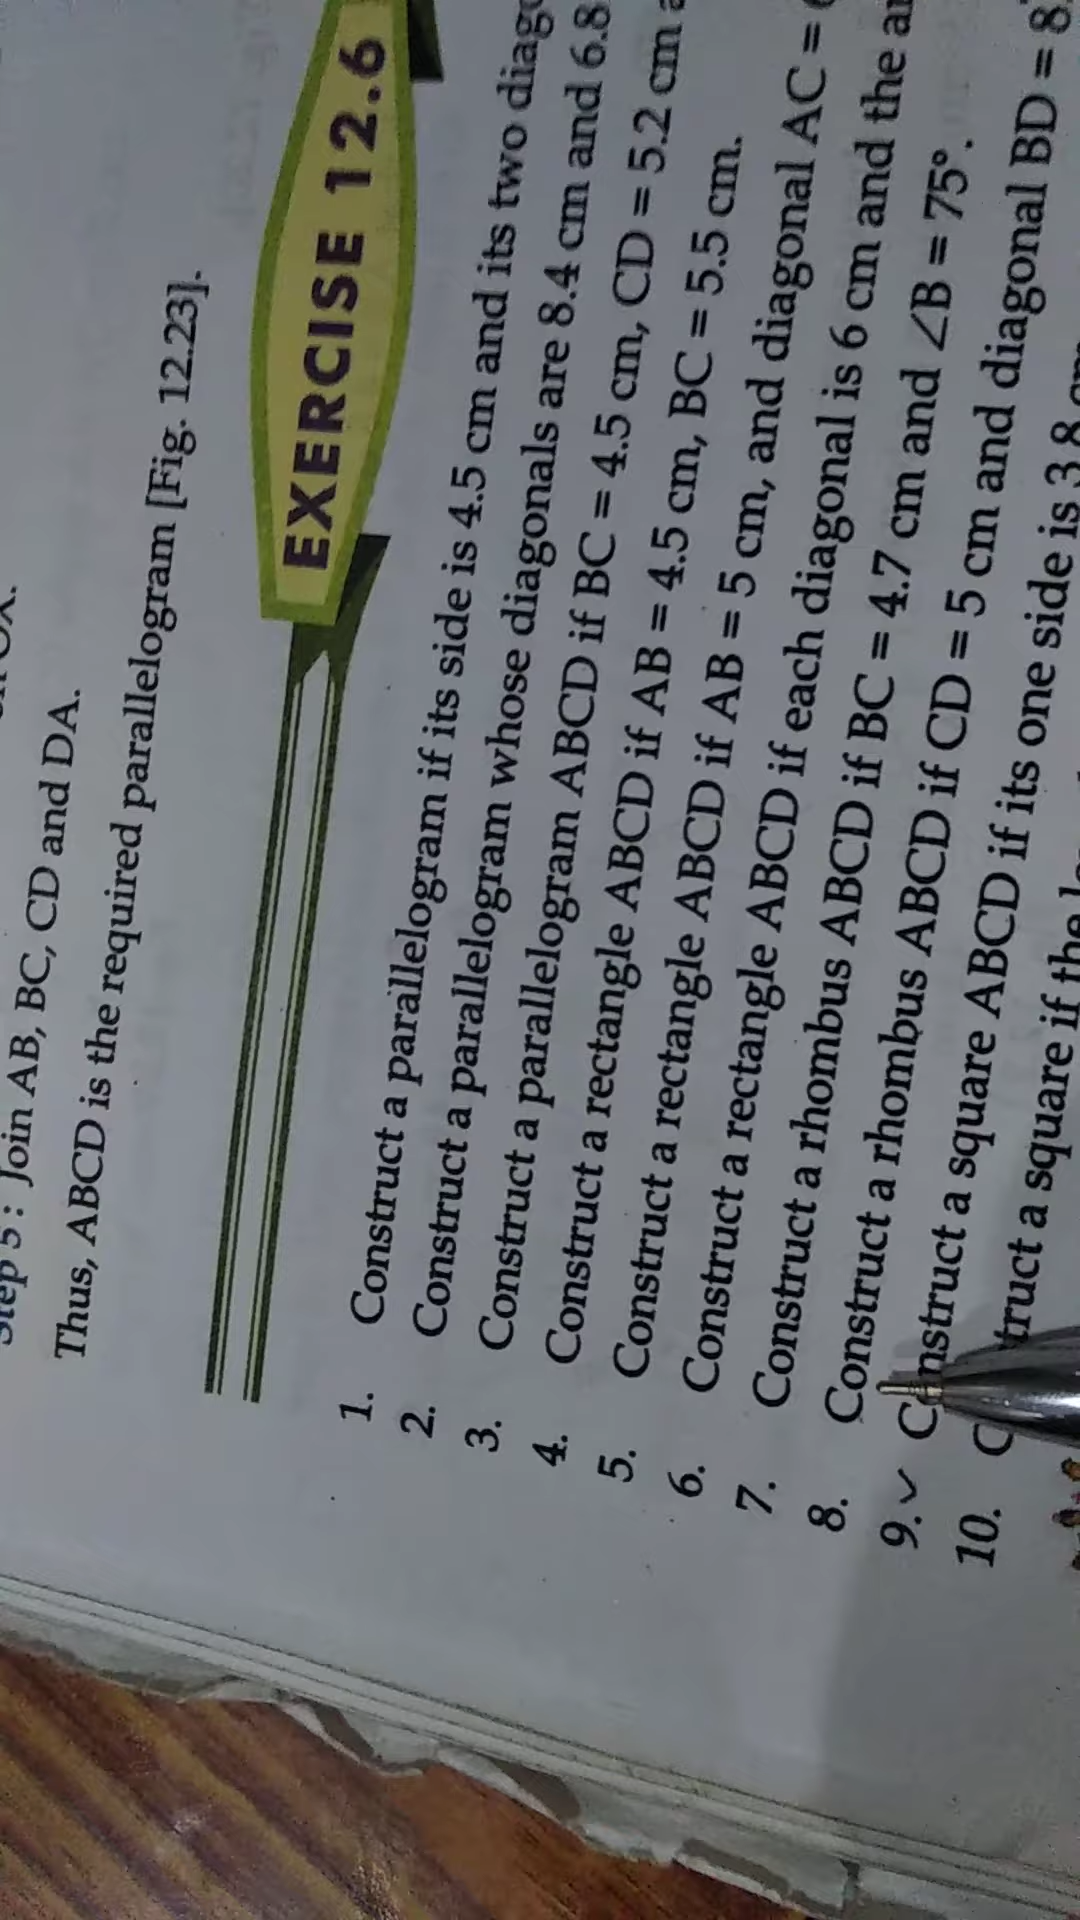 Step 5 : Join AB, BC, CD and DA.
Thus, ABCD is the required parallelogram [Fig. 12.23].
EXERCISE 12.6
1. Construct a parallelogram if its side is 4.5 cm and its two
2. Construct a parallelogram whose diagonals are 8.4 cm and 6.8
3. Construct a parallelogram ABCD if BC = 4.5 cm, CD = 5.2 cm
4. Construct a rectangle ABCD if AB = 4.5 cm, BC = 5.5 cm.
5. Construct a rectangle ABCD if AB = 5 cm, and diagonal AC =
6. Construct a rectangle ABCD if each diagonal is 6 cm and the
7. Construct a rhombus ABCD if BC = 4.7 cm and ∠B = 75°.
8. Construct a rhombus ABCD if CD = 5 cm and diagonal BD = 8
9. Construct a square ABCD if its one side is 3.8
10. Construct a square if the